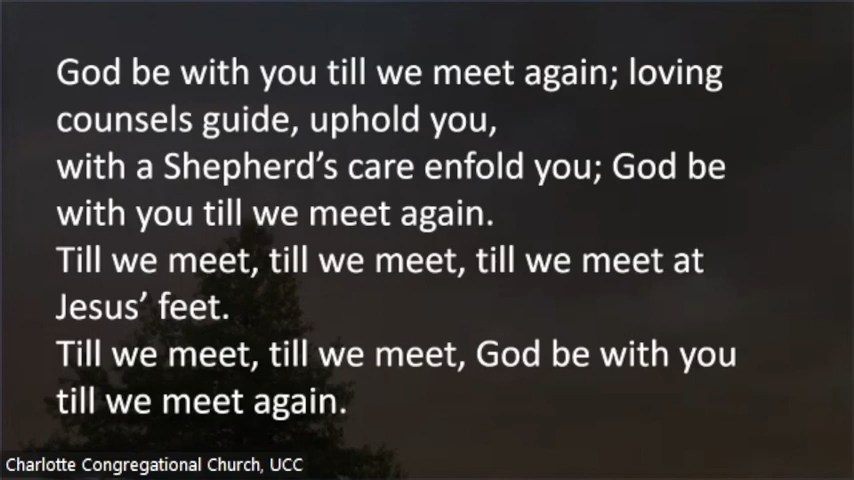 God be with you till we meet again; loving
counsels guide, uphold you,
with a Shepherd’s care enfold you; God be
with you till we meet again.
Till we meet, till we meet, till we meet at
Jesus’ feet.
Till we meet, till we meet, God be with you
till we meet again.
Charlotte Congregational Church, UCC